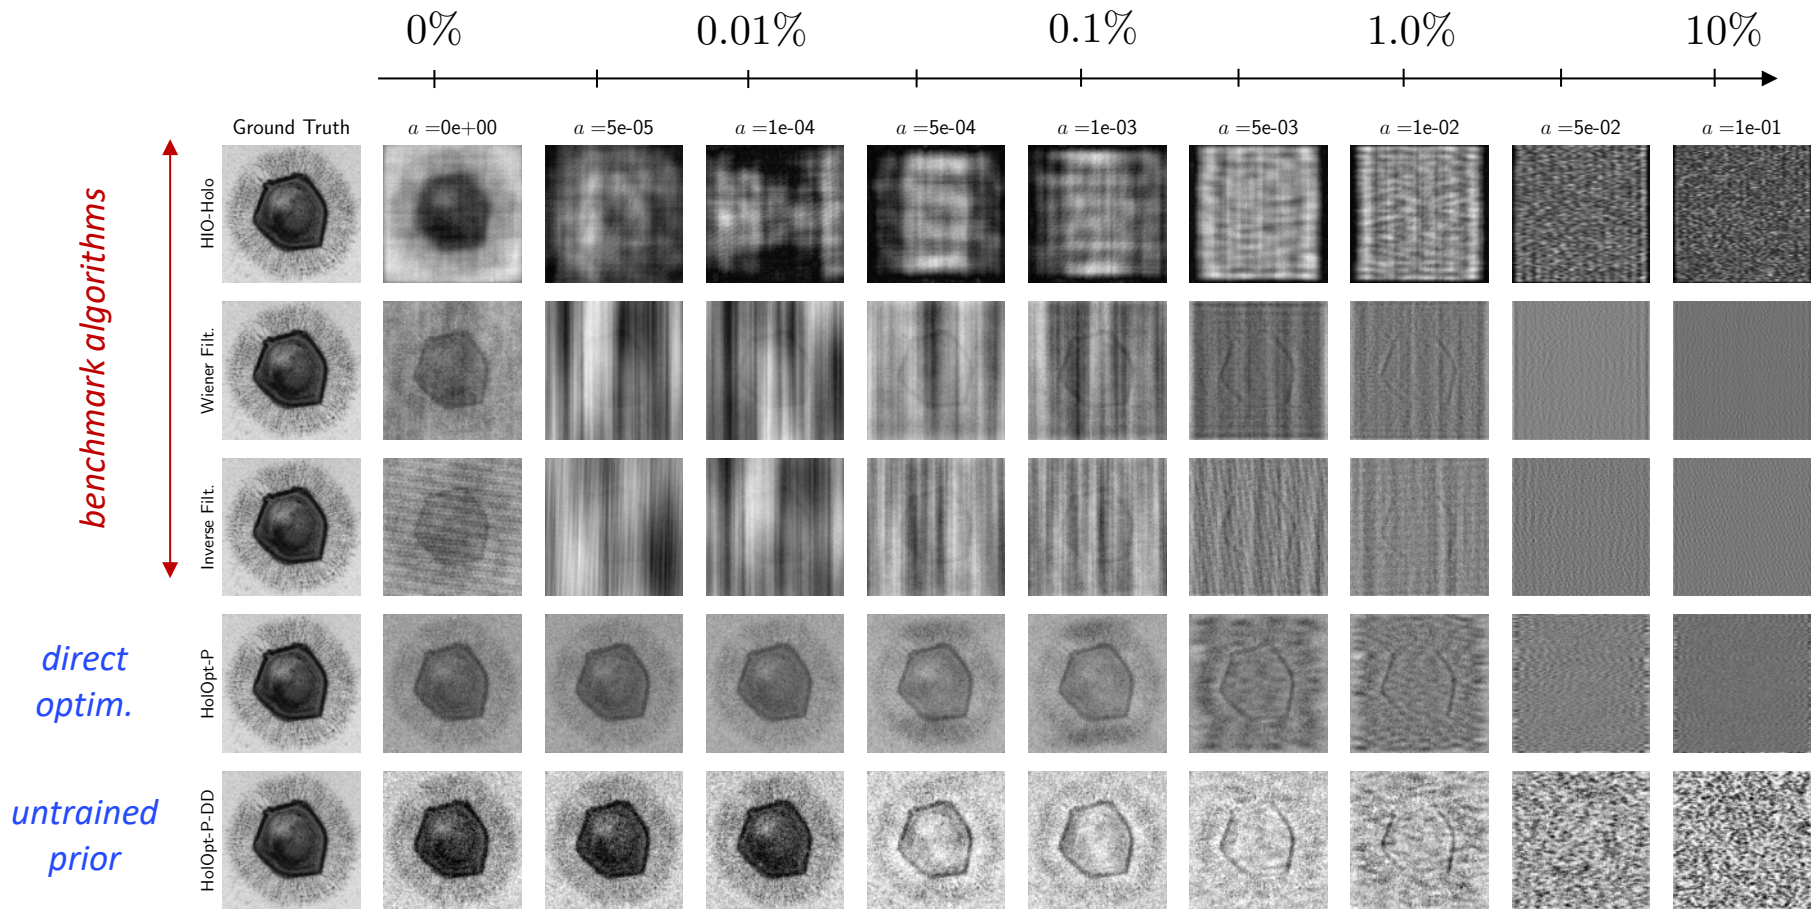 0% 0.01% 0.1% 1.0% 10%
Ground Truth a =0e+00 a =5e-05 a =1e-04 a =5e-04 a =1e-03 a =5e-03 a =1e-02 a =5e-02 a =1e-01
benchmark algorithms
HIO-Holo
Wiener Filt.
Inverse Filt.
direct
optim.
HolOpt-P
untrained
prior
HolOpt-P-DD